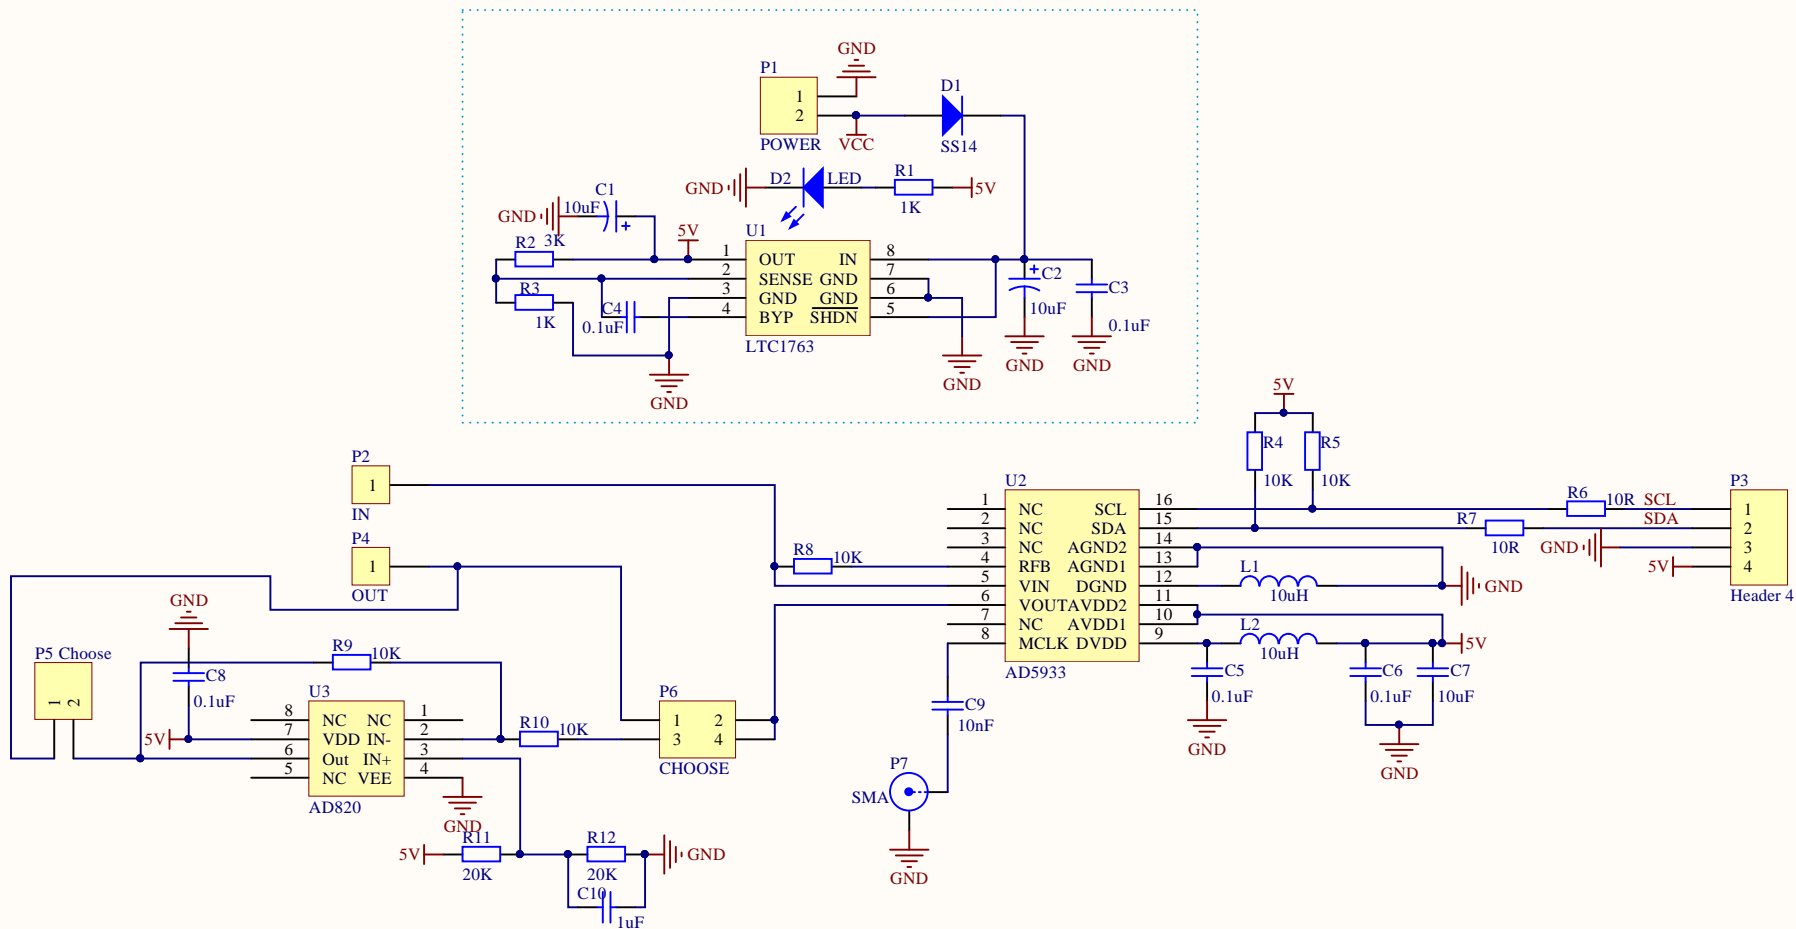 GND
P1
1
2
POWER
VCC
D1
SS14
GND
D2
LED
R1
1K
5V
GND
C1
10uF
R2 3K
5V
U1
R3
1K
C4
0.1uF
1 OUT IN 8
2 SENSE GND 7
3 GND GND 6
4 BYP SHDN 5
LTC1763
GND
GND
C2
10uF
GND
C3
0.1uF
GND
P2
1
IN
P4
1
OUT
R8 10K
U2
1 NC SCL 16
2 NC SDA 15
3 NC AGND2 14
4 RFB AGND1 13
5 VIN DGND 12
6 VOUT AVDD2 11
7 NC AVDD1 10
8 MCLK DVDD 9
AD5933
5V
R4
10K
R5
10K
R6 10R SCL
R7
10R
SDA
GND
5V
P3
1
2
3
4
Header 4
L1
10uH
GND
L2
10uH
5V
C5
0.1uF
GND
C6
0.1uF
C7
10uF
GND
C9
10nF
P7
SMA
GND
GND
P5 Choose
1
2
C8
0.1uF
5V
R9
10K
U3
8 NC NC 1
7 VDD IN- 2
6 Out IN+ 3
5 NC VEE 4
AD820
GND
R10 10K
P6
1 2
3 4
CHOOSE
5V
R11
20K
R12
20K
GND
C10
1uF